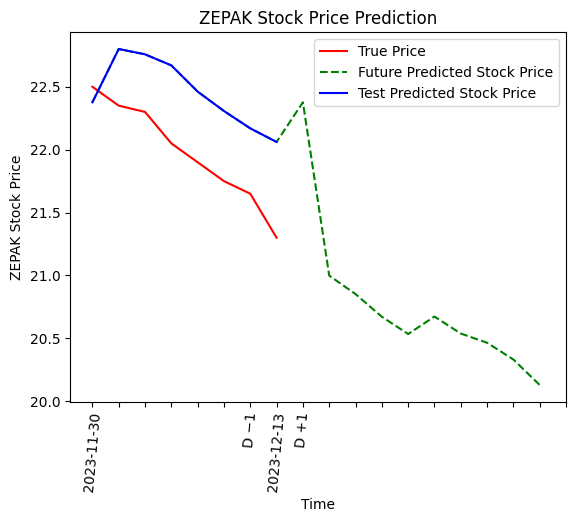 ZEPAK Stock Price Prediction
True Price
Future Predicted Stock Price
Test Predicted Stock Price
ZEPAK Stock Price
22.5
22.0
21.5
21.0
20.5
20.0
2023-11-30
D −1
2023-12-13
D +1
Time